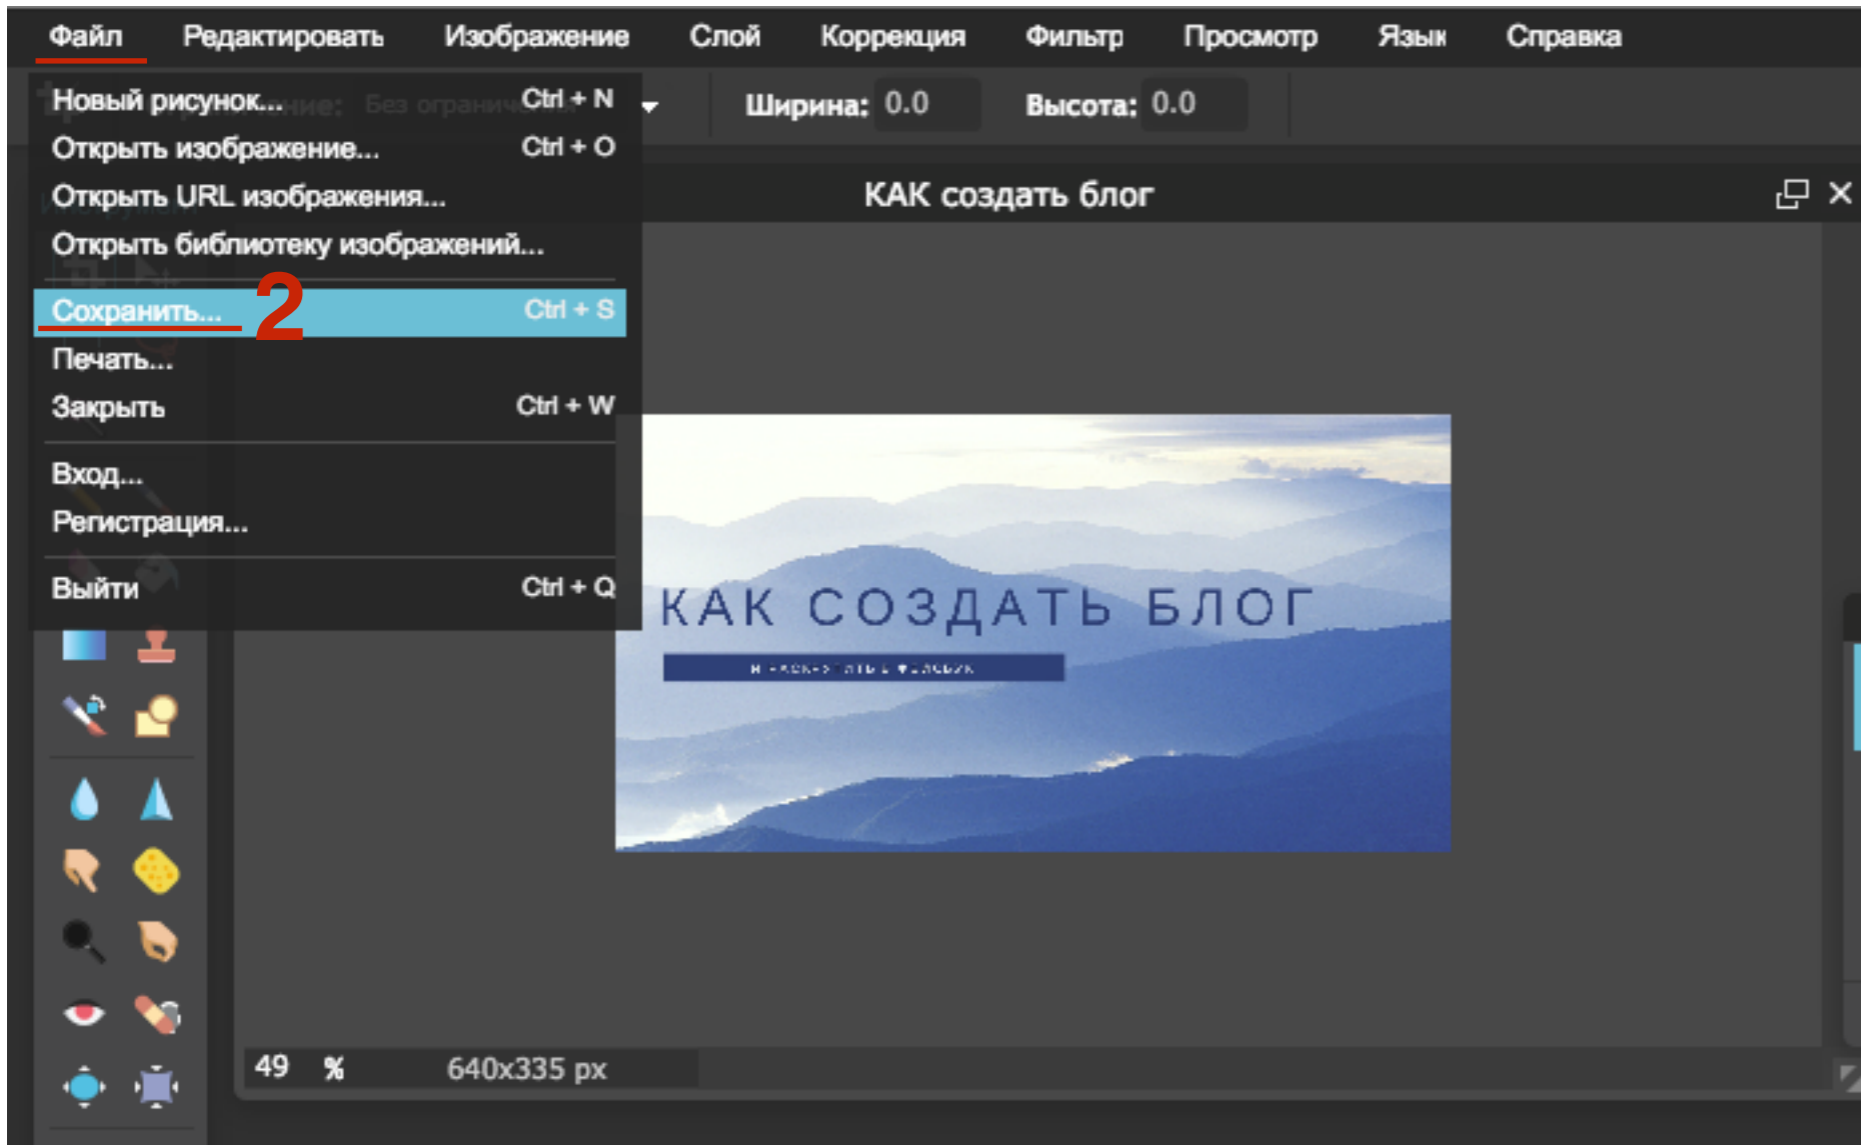 Файл Редактировать Изображение Слой Коррекция Фильтр Просмотр Язык Справка
Новый рисунок... Ctrl + N
Ширина: 0.0 Высота: 0.0
Открыть изображение... Ctrl + O
Открыть URL изображения...
КАК создать блог
Открыть библиотеку изображений...
Сохранить... 2 Ctrl + S
Печать...
Закрыть Ctrl + W
Вход...
Регистрация...
Выйти Ctrl + Q
КАК СОЗДАТЬ БЛОГ
49 % 640x335 px